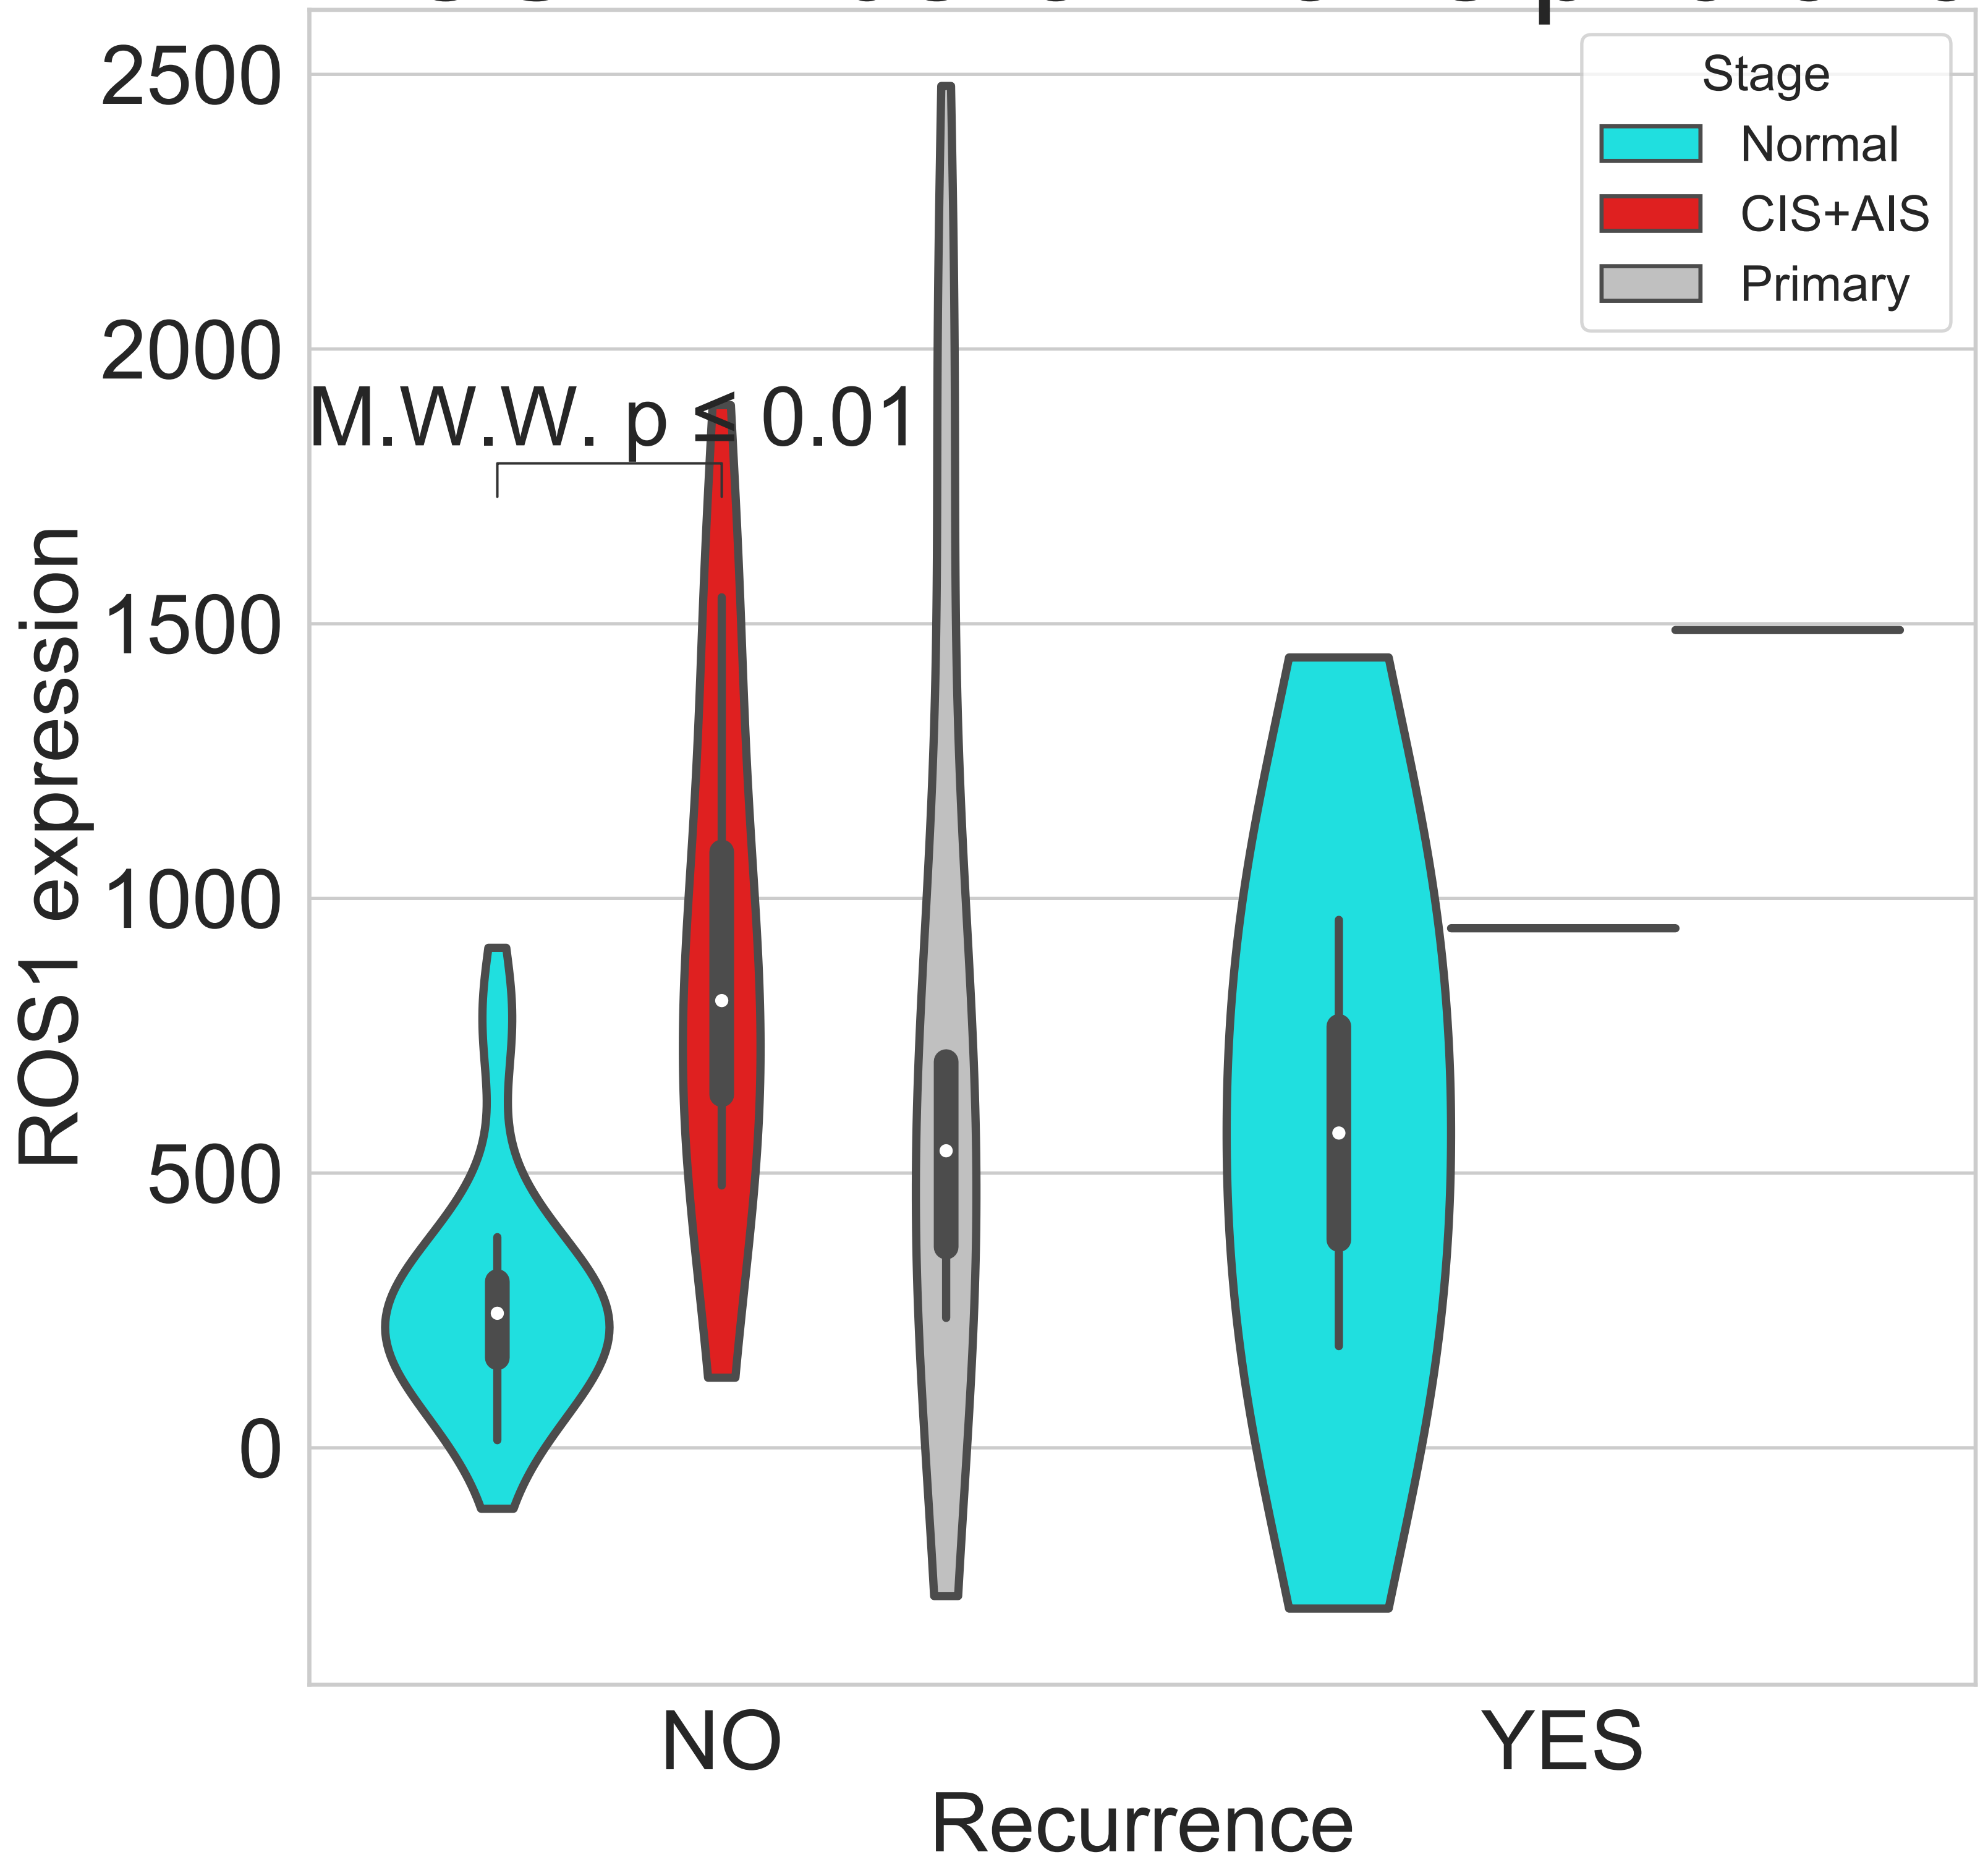 2500
2000
1500
1000
500
0
ROS1 expression
M.W.W. p ≤ 0.01
Stage
Normal
CIS+AIS
Primary
NO
YES
Recurrence